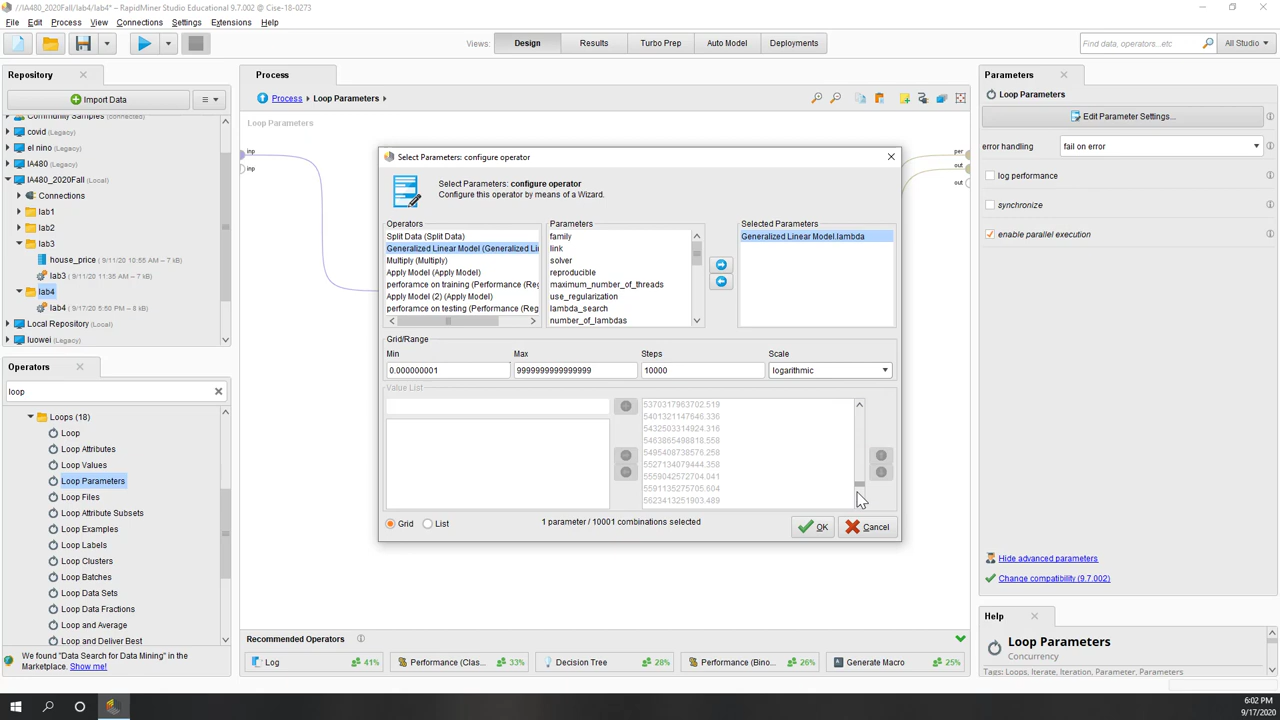 //IA480_2020Fall/lab4/lab4* – RapidMiner Studio Educational 9.7.002 @ Cise-18-0273
File Edit Process View Connections Settings Extensions Help
Views: Design Results Turbo Prep Auto Model Deployments
Find data, operators...etc All Studio
Repository
Import Data
Community Samples (connected)
covid (Legacy)
el nino (Legacy)
IA480 (Legacy)
IA480_2020Fall (Local)
Connections
lab1
lab2
lab3
house_price (9/11/20 10:55 AM – 7 kB)
lab3 (9/11/20 11:35 AM – 7 kB)
lab4
lab4 (9/17/20 5:50 PM – 8 kB)
Local Repository (Local)
luowei (Legacy)
Operators
loop
Loops (18)
Loop
Loop Attributes
Loop Values
Loop Parameters
Loop Files
Loop Attribute Subsets
Loop Examples
Loop Labels
Loop Clusters
Loop Batches
Loop Data Sets
Loop Data Fractions
Loop and Average
Loop and Deliver Best
We found "Data Search for Data Mining" in the
Marketplace. Show me!
Process
Process Loop Parameters
Loop Parameters
inp
inp
per
out
out
Select Parameters: configure operator
Select Parameters: configure operator
Configure this operator by means of a Wizard.
Operators
Split Data (Split Data)
Generalized Linear Model (Generalized Li
Multiply (Multiply)
Apply Model (Apply Model)
perforamce on training (Performance (Reg
Apply Model (2) (Apply Model)
perforamce on testing (Performance (Reg
Parameters
family
link
solver
reproducible
maximum_number_of_threads
use_regularization
lambda_search
number_of_lambdas
Selected Parameters
Generalized Linear Model.lambda
Grid/Range
Min Max Steps Scale
0.000000001 9999999999999999 10000 logarithmic
Value List
5370317963702.519
5401321147646.336
5432503314924.316
5463865498818.558
5495408738576.258
5527134079444.358
5559042572704.041
5591135275705.604
5623413251903.489
Grid List 1 parameter / 10001 combinations selected OK Cancel
Recommended Operators
Log 41% Performance (Clas... 33% Decision Tree 28% Performance (Bino... 26% Generate Macro 25%
Parameters
Loop Parameters
Edit Parameter Settings...
error handling fail on error
log performance
synchronize
enable parallel execution
Hide advanced parameters
Change compatibility (9.7.002)
Help
Loop Parameters
Concurrency
Tags: Loops, Iterate, Iteration, Parameter, Parameters
6:02 PM
9/17/2020